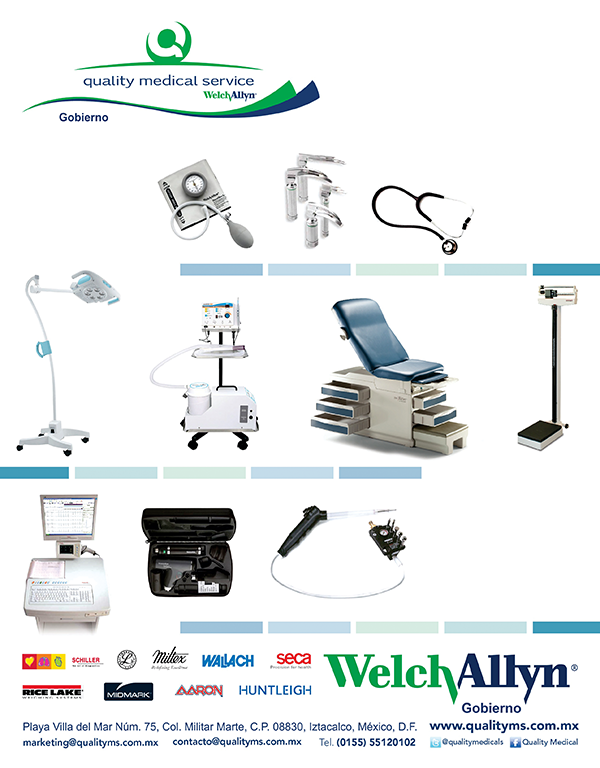 quality medical service
WelchAllyn®
Gobierno
SCHILLER
Miltex
WALLACH
seca
WelchAllyn®
RICE LAKE®
WEIGHING SYSTEMS
MIDMARK
AARON
HUNTLEIGH
Gobierno
Playa Villa del Mar Núm. 75, Col. Militar Marte, C.P. 08830, Iztacalco, México, D.F.
www.qualityms.com.mx
marketing@qualityms.com.mx contacto@qualityms.com.mx Tel. (0155) 55120102
@qualitymedicals Quality Medical